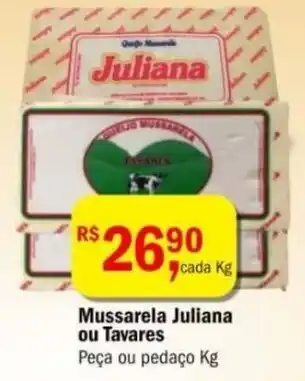 Queijo Mussarela
Juliana
QUEIJO MUSSARELA
TAVARES
R$ 26,90
cada Kg
Mussarela Juliana
ou Tavares
Peça ou pedaço Kg